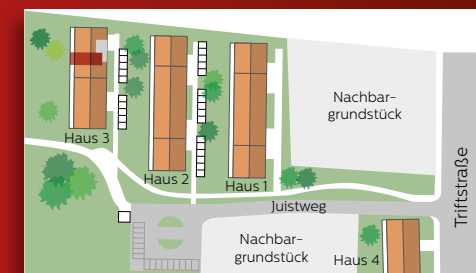 Nachbar-
grundstück
Haus 3
Haus 2
Haus 1
Juistweg
Triftstraße
Nachbar-
grundstück
Haus 4